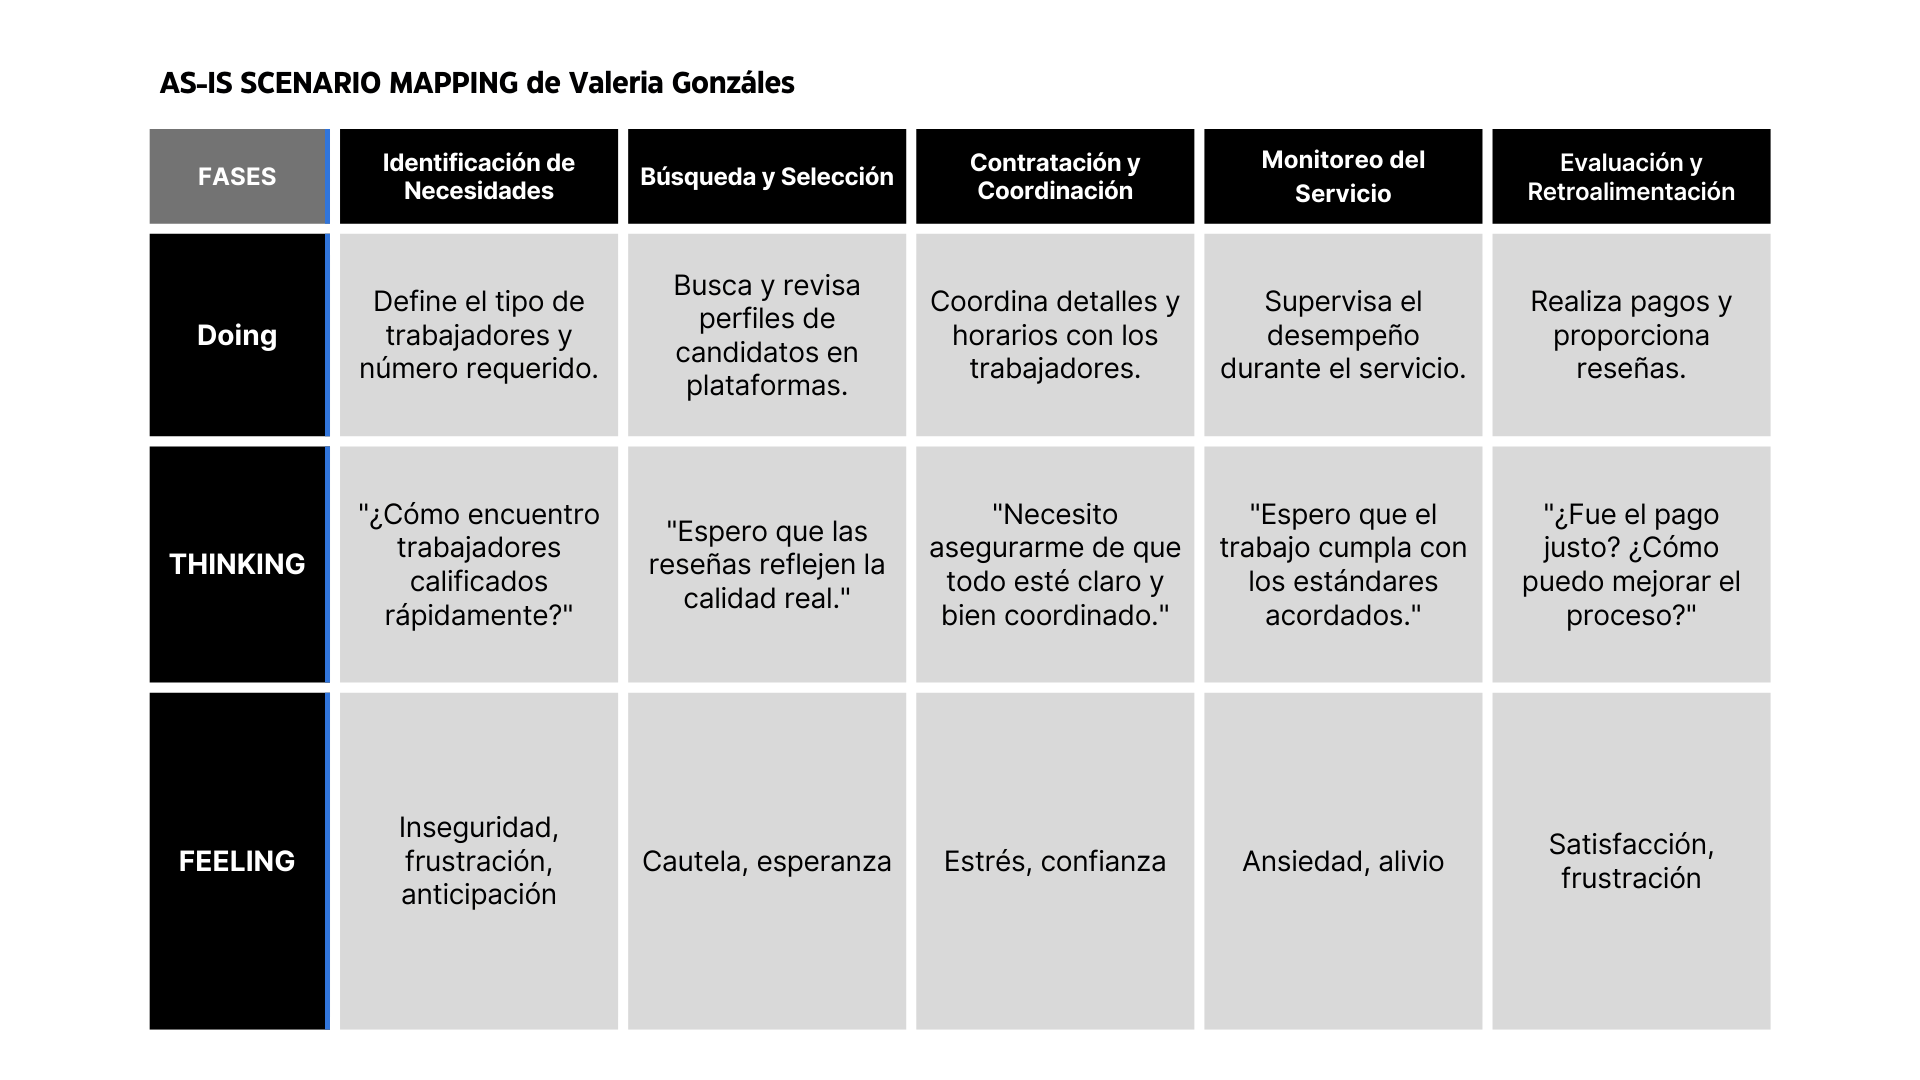 AS-IS SCENARIO MAPPING de Valeria Gonzáles
FASES
Identificación de
Necesidades
Búsqueda y Selección
Contratación y
Coordinación
Monitoreo del
Servicio
Evaluación y
Retroalimentación
Doing
Define el tipo de
trabajadores y
número requerido.
Busca y revisa
perfiles de
candidatos en
plataformas.
Coordina detalles y
horarios con los
trabajadores.
Supervisa el
desempeño
durante el servicio.
Realiza pagos y
proporciona
reseñas.
THINKING
"¿Cómo encuentro
trabajadores
calificados
rápidamente?"
"Espero que las
reseñas reflejen la
calidad real."
"Necesito
asegurarme de que
todo esté claro y
bien coordinado."
"Espero que el
trabajo cumpla con
los estándares
acordados."
"¿Fue el pago
justo? ¿Cómo
puedo mejorar el
proceso?"
FEELING
Inseguridad,
frustración,
anticipación
Cautela, esperanza
Estrés, confianza
Ansiedad, alivio
Satisfacción,
frustración